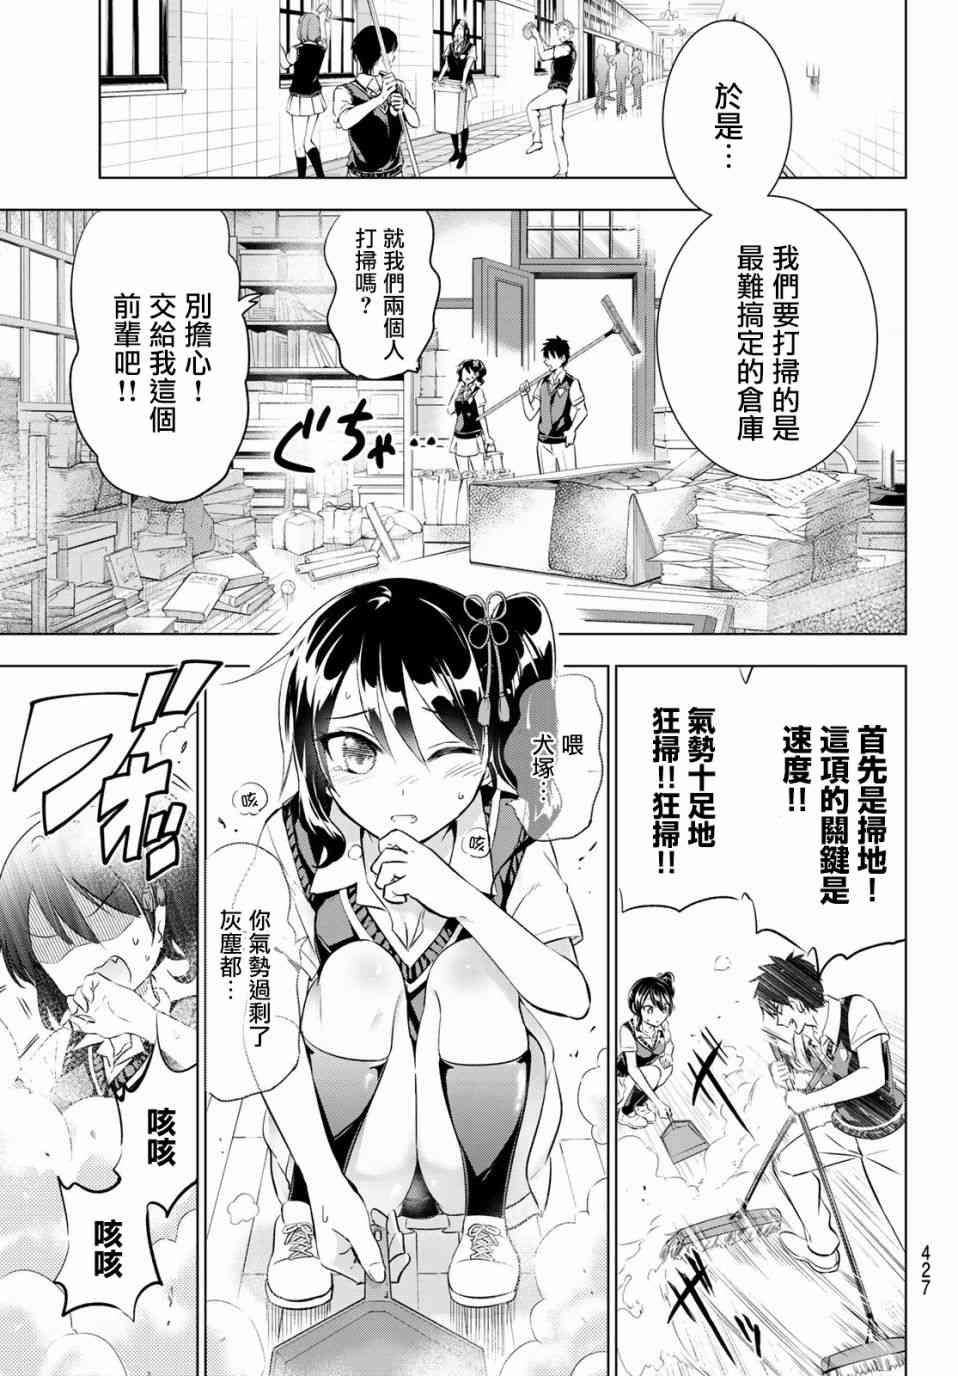 於是…
我們要打掃的是
最難搞定的倉庫
就我們兩個人
打掃嗎?
別擔心!
交給我這個
前輩吧!!
ぐちゃ…
首先是掃地!
這項的關鍵是
速度!!
氣勢十足地
狂掃!!狂掃!!
喂
犬塚…
咳
咳
你氣勢過剩了
灰塵都…
ブオォ!!
咳咳
咳咳
427